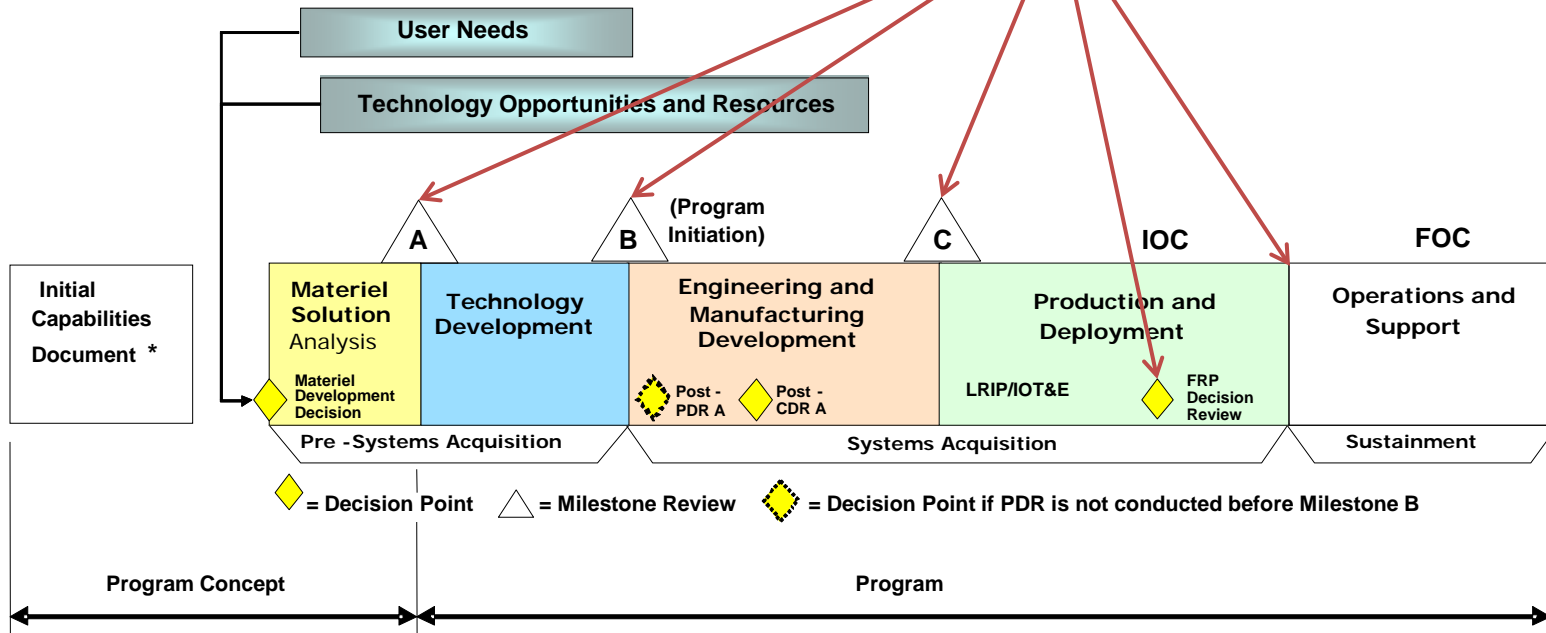 User Needs
Technology Opportunities and Resources
A
B
(Program
Initiation)
C
IOC
FOC
Initial
Capabilities
Document *
Materiel
Solution
Analysis
Materiel
Development
Decision
Technology
Development
Engineering and
Manufacturing
Development
Post -
PDR A
Post -
CDR A
Production and
Deployment
LRIP/IOT&E
FRP
Decision
Review
Operations and
Support
Pre -Systems Acquisition
Systems Acquisition
Sustainment
= Decision Point
= Milestone Review
= Decision Point if PDR is not conducted before Milestone B
Program Concept
Program